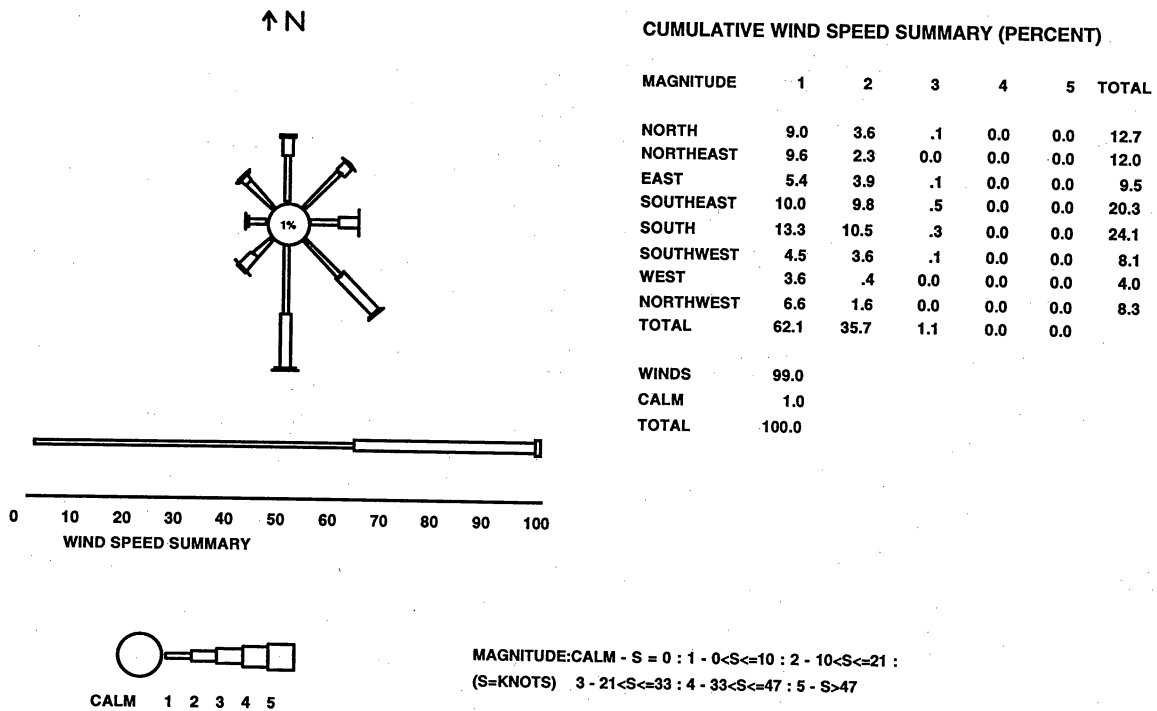 ↑ N
CUMULATIVE WIND SPEED SUMMARY (PERCENT)
MAGNITUDE 1 2 3 4 5 TOTAL
NORTH 9.0 3.6 .1 0.0 0.0 12.7
NORTHEAST 9.6 2.3 0.0 0.0 0.0 12.0
EAST 5.4 3.9 .1 0.0 0.0 9.5
SOUTHEAST 10.0 9.8 .5 0.0 0.0 20.3
SOUTH 13.3 10.5 .3 0.0 0.0 24.1
SOUTHWEST 4.5 3.6 .1 0.0 0.0 8.1
WEST 3.6 .4 0.0 0.0 0.0 4.0
NORTHWEST 6.6 1.6 0.0 0.0 0.0 8.3
TOTAL 62.1 35.7 1.1 0.0 0.0
WINDS 99.0
CALM 1.0
TOTAL 100.0
1%
0 10 20 30 40 50 60 70 80 90 100
WIND SPEED SUMMARY
CALM 1 2 3 4 5
MAGNITUDE:CALM - S = 0 : 1 - 0<S<=10 : 2 - 10<S<=21 :
(S=KNOTS) 3 - 21<S<=33 : 4 - 33<S<=47 : 5 - S>47